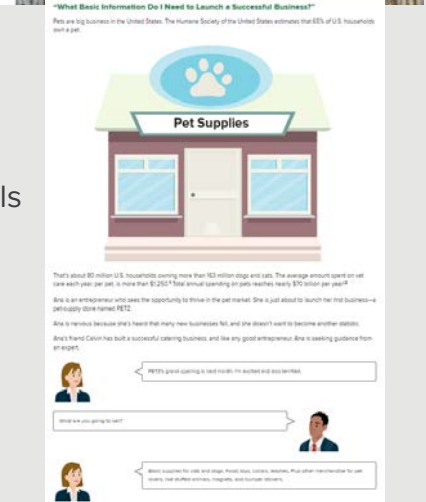 "What Basic Information Do I Need to Launch a Successful Business?"
Pets are big business in the United States. The Humane Society of the United States estimates that 65% of U.S. households
own a pet.
Pet Supplies
ls
That's about 80 million U.S. households owning more than 163 million dogs and cats. The average amount spent on vet
care each year, per pet, is more than $1,250. Total annual spending on pets reaches nearly $70 billion per year.
Ana is an entrepreneur who sees the opportunity to thrive in the pet market. She is just about to launch her first business—a
pet-supply store named PETZ.
Ana is nervous because she's heard that many new businesses fail, and she doesn't want to become another statistic.
Ana's friend Calvin has built a successful catering business, and like any good entrepreneur, Ana is seeking guidance from
an expert.
PETZ's grand opening is next month. I'm excited and also terrified.
What are you going to sell?
Basic supplies for cats and dogs. Food, toys, collars, leashes. Plus other merchandise for pet
lovers, like stuffed animals, magnets, and bumper stickers.